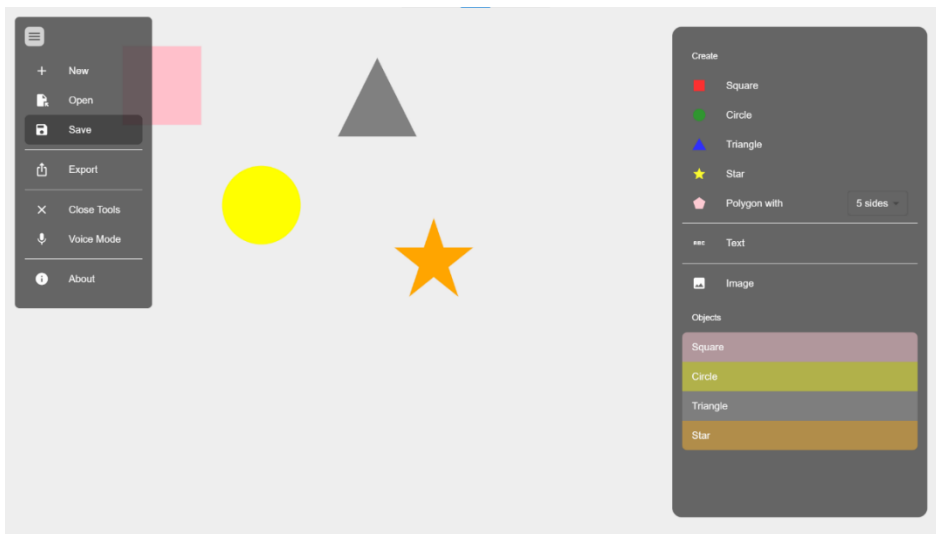 New
Open
Save
Export
Close Tools
Voice Mode
About
Create
Square
Circle
Triangle
Star
Polygon with 5 sides
ABC Text
Image
Objects
Square
Circle
Triangle
Star